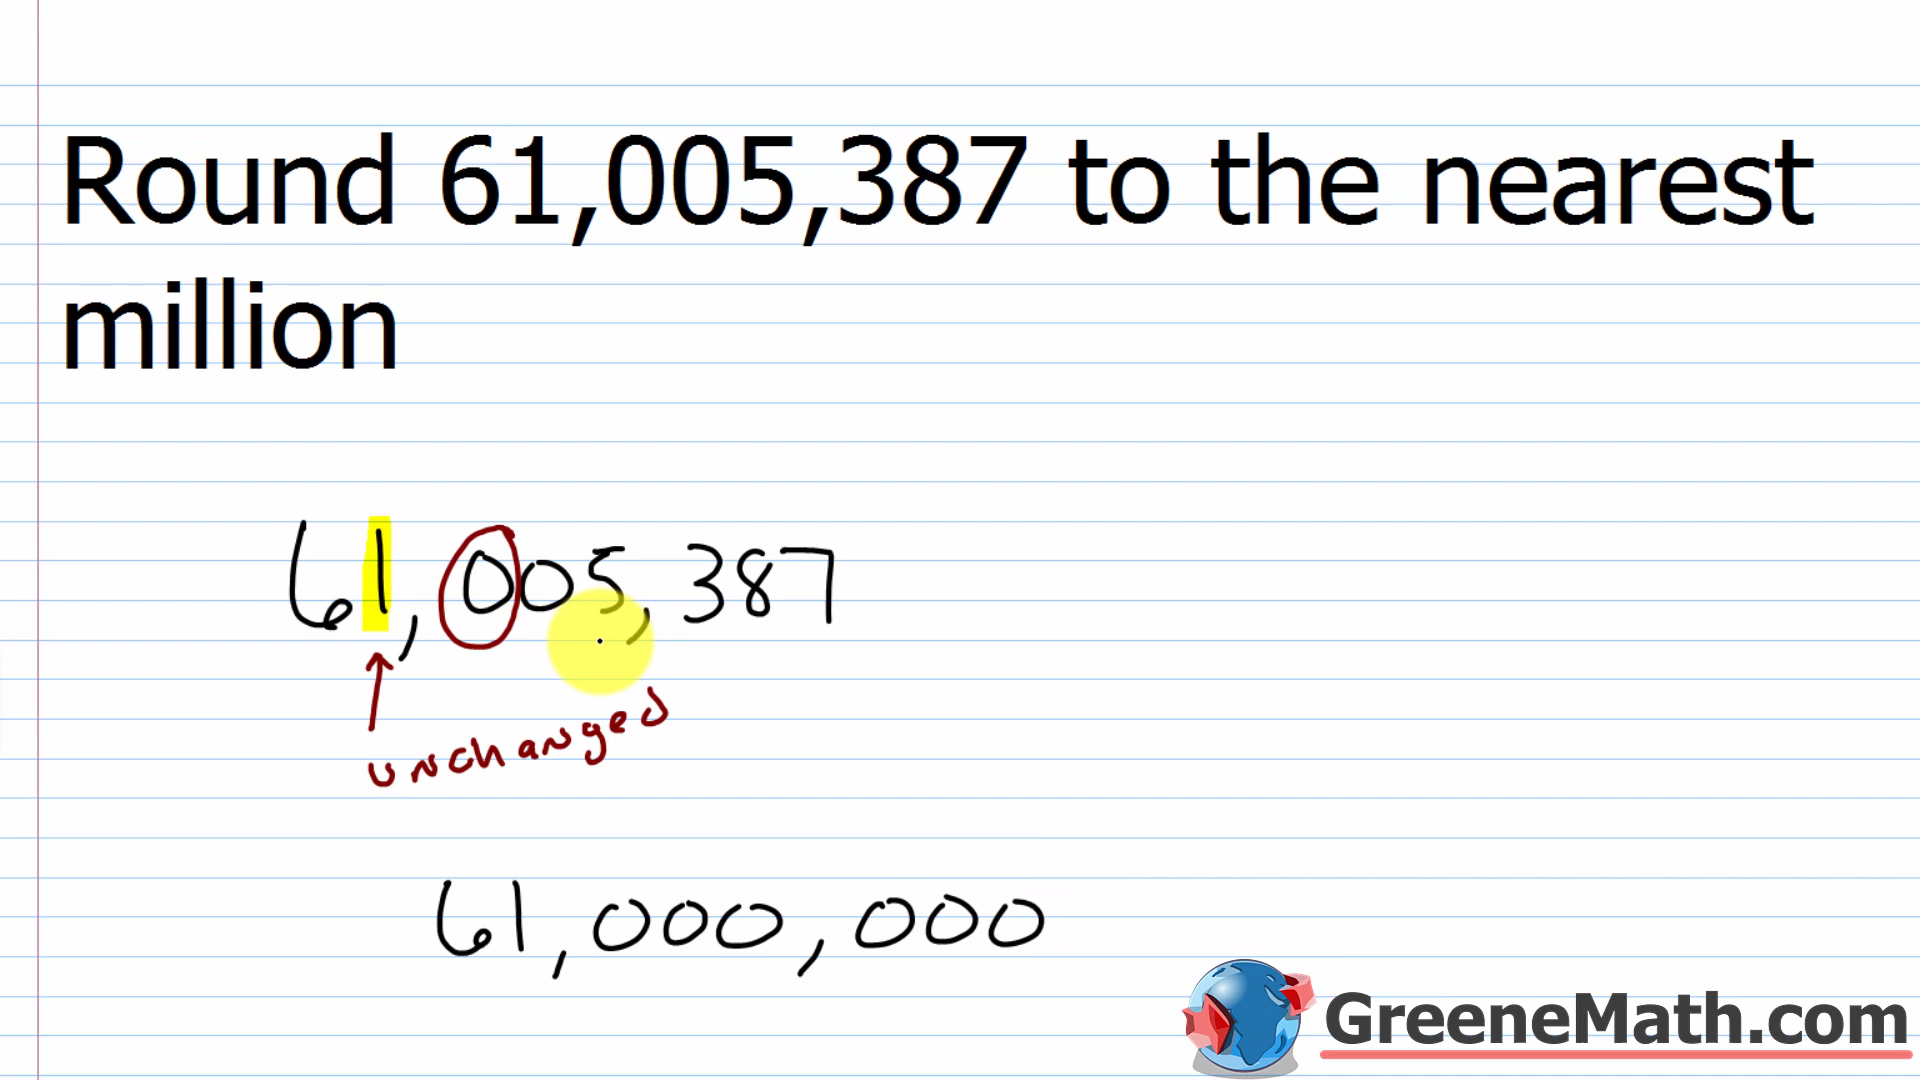 Round 61,005,387 to the nearest
million
61,005,387
unchanged
61,000,000
GreeneMath.com